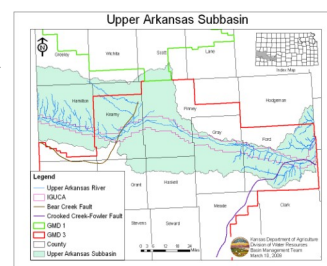 Upper Arkansas Subbasin
Greeley
Wichita
Scott
Lane
Index Map
Hamilton
Kearny
Finney
Hodgeman
Gray
Ford
Grant
Haskell
Meade
Clark
Stevens
Seward
Legend
Upper Arkansas River
IGUCA
Bear Creek Fault
Crooked Creek-Fowler Fault
GMD 1
GMD 3
County
Upper Arkansas Subbasin
Kansas Department of Agriculture
Division of Water Resources
Basin Management Team
March 10, 2009